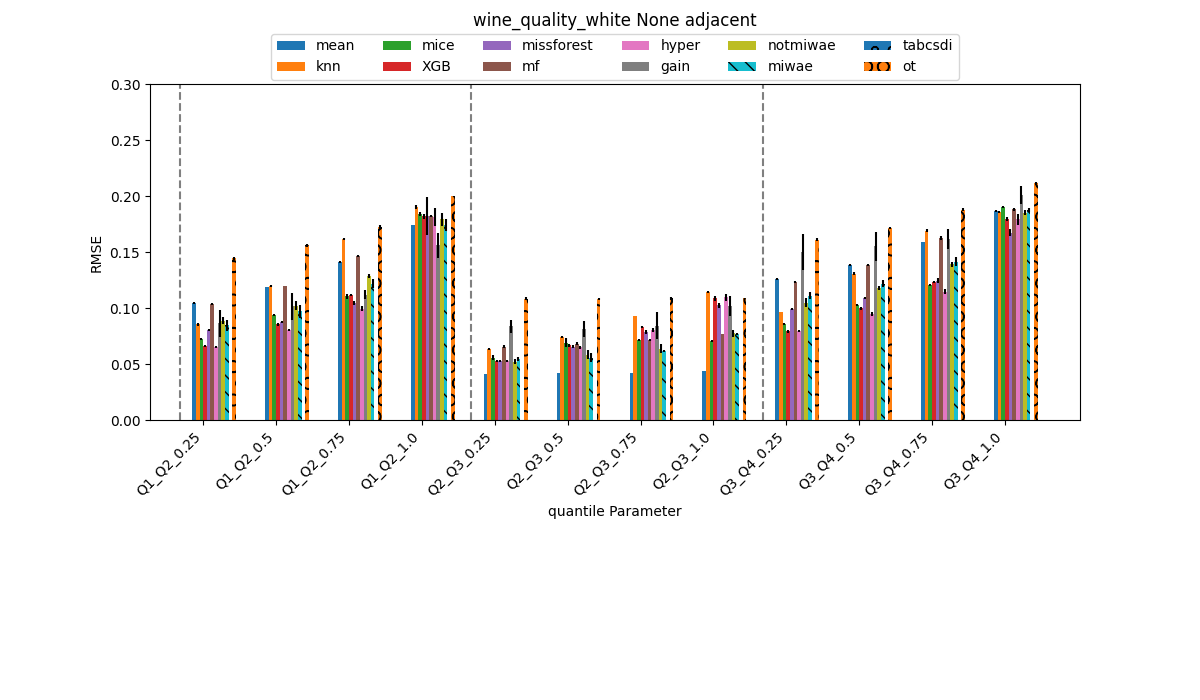 wine_quality_white None adjacent
mean mice missforest hyper notmiwae tabcsdi
knn XGB mf gain miwae ot
0.30
0.25
0.20
0.15
0.10
0.05
0.00
RMSE
Q1_Q2_0.25 Q1_Q2_0.5 Q1_Q2_0.75 Q1_Q2_1.0 Q2_Q3_0.25 Q2_Q3_0.5 Q2_Q3_0.75 Q2_Q3_1.0 Q3_Q4_0.25 Q3_Q4_0.5 Q3_Q4_0.75 Q3_Q4_1.0
quantile Parameter